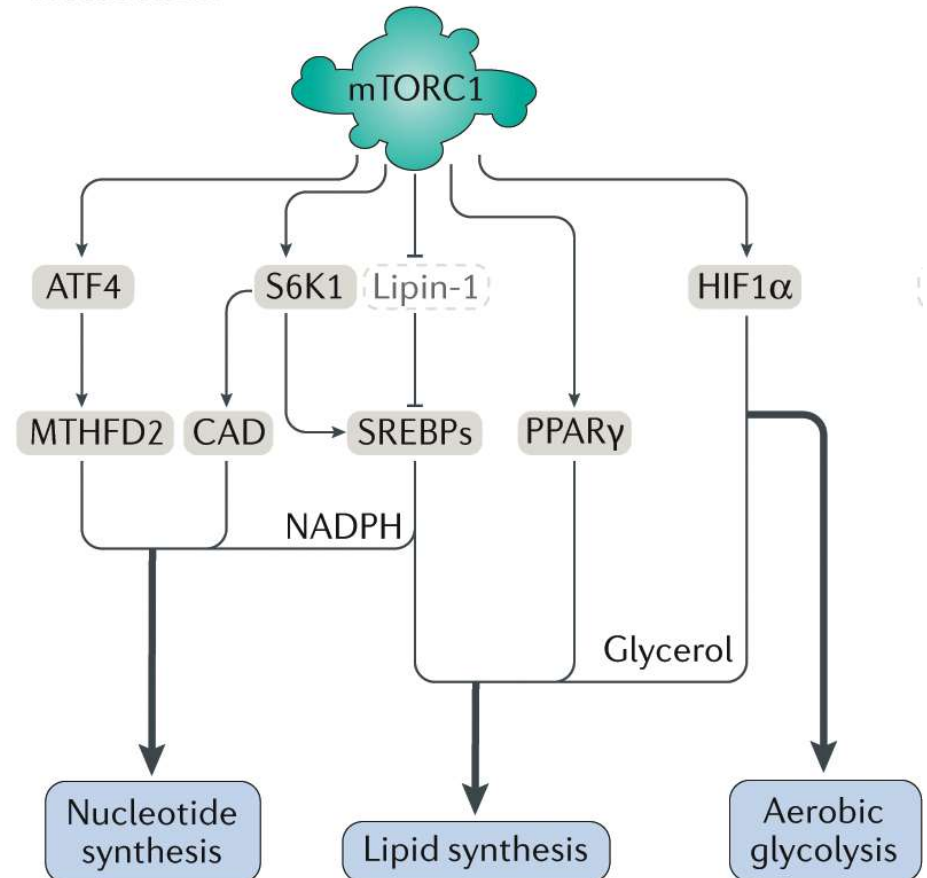 mTORC1
ATF4
S6K1
Lipin-1
HIF1α
MTHFD2
CAD
SREBPs
PPARγ
NADPH
Glycerol
Nucleotide
synthesis
Lipid synthesis
Aerobic
glycolysis